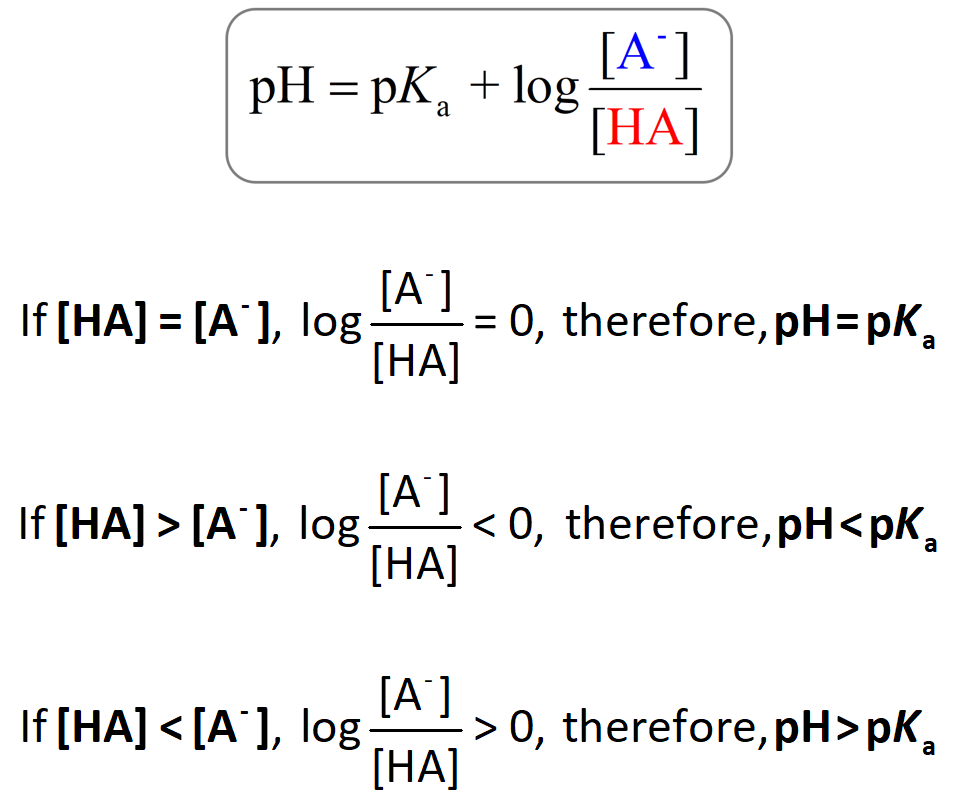 pH = pKₐ + log [A⁻]/[HA]
If [HA] = [A⁻], log [A⁻]/[HA] = 0, therefore, pH = pKₐ
If [HA] > [A⁻], log [A⁻]/[HA] < 0, therefore, pH < pKₐ
If [HA] < [A⁻], log [A⁻]/[HA] > 0, therefore, pH > pKₐ